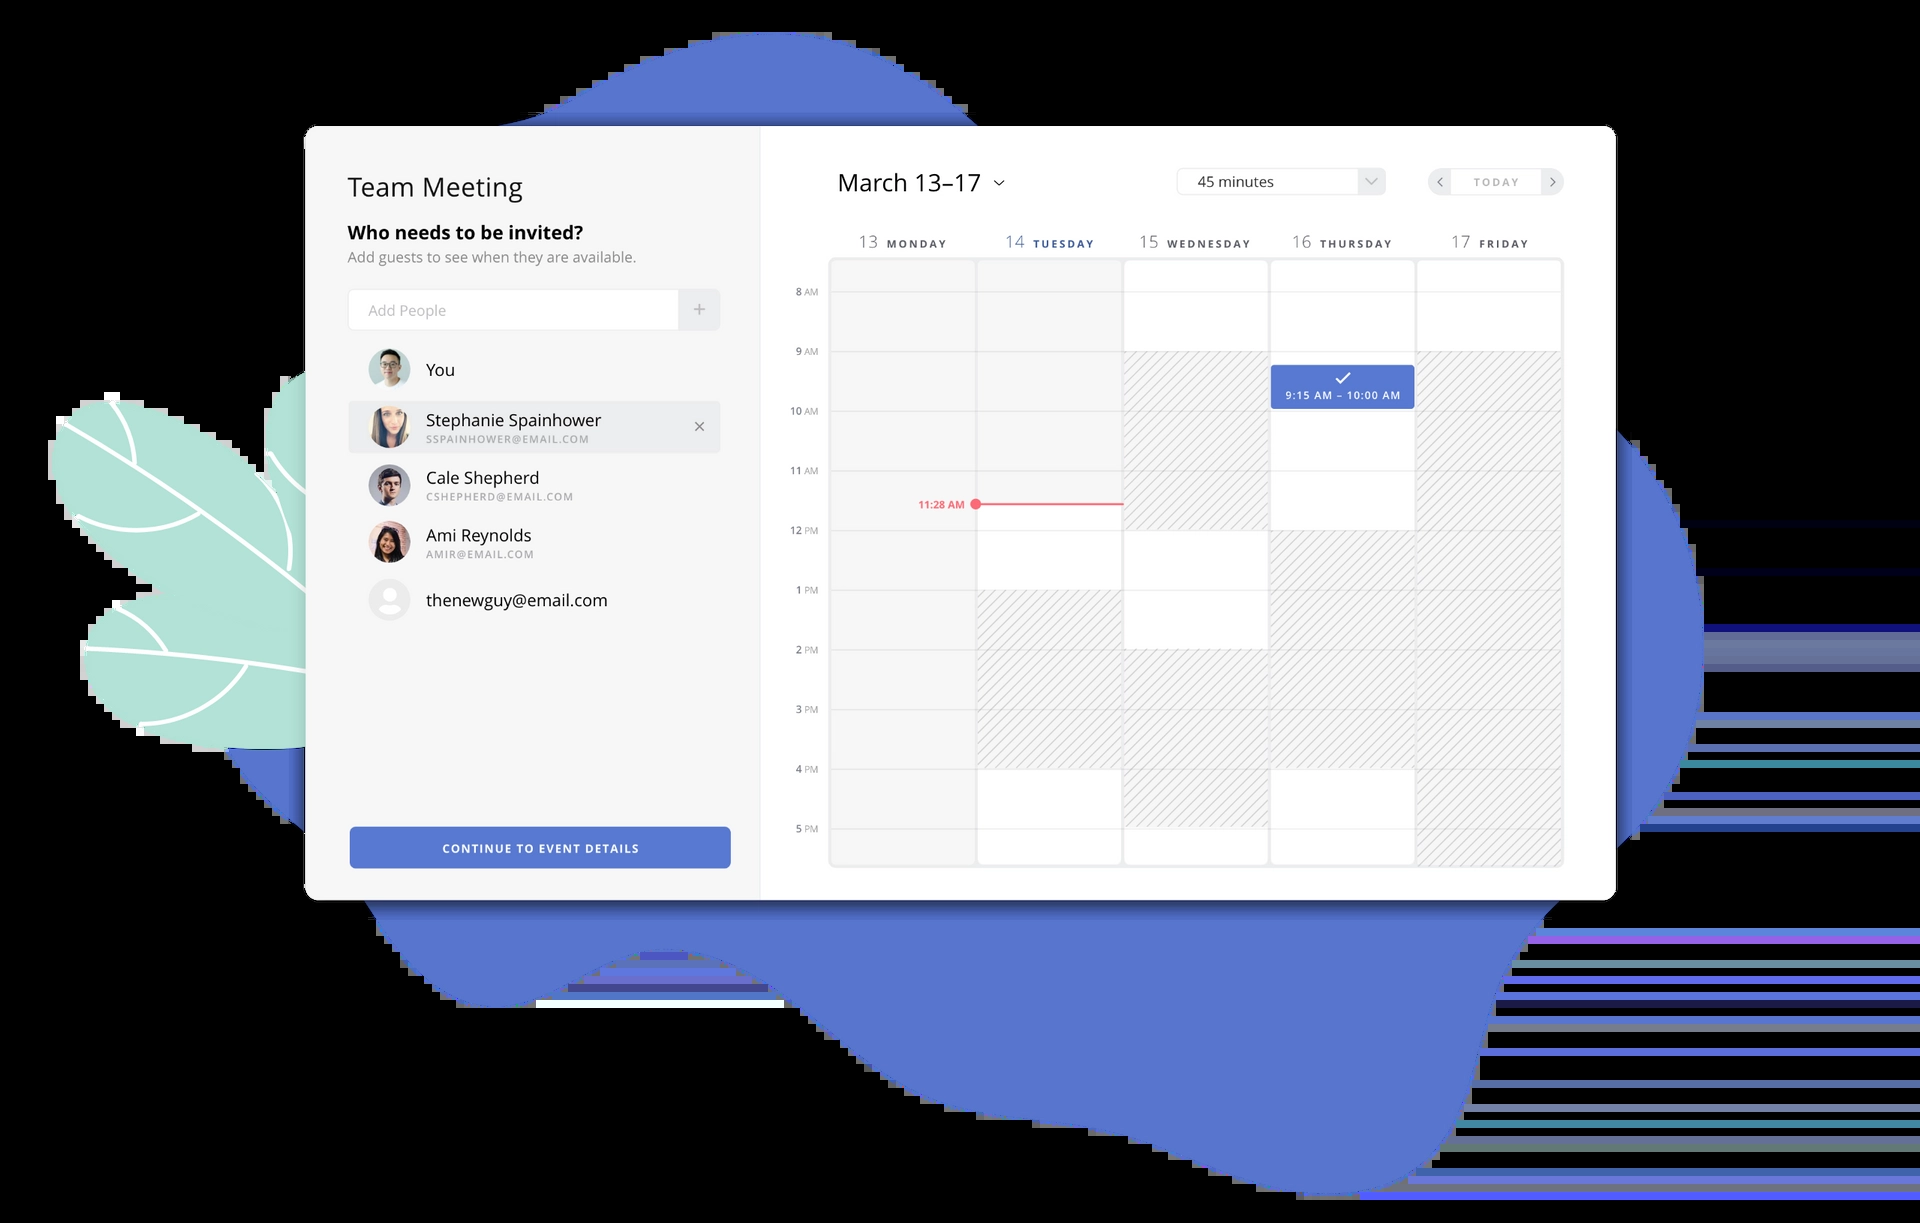 Team Meeting
Who needs to be invited?
Add guests to see when they are available.
Add People
You
Stephanie Spainhower
SSPAINHOWER@EMAIL.COM
Cale Shepherd
CSHEPHERD@EMAIL.COM
Ami Reynolds
AMIR@EMAIL.COM
thenewguy@email.com
CONTINUE TO EVENT DETAILS
March 13–17
45 minutes
TODAY
13 MONDAY
14 TUESDAY
15 WEDNESDAY
16 THURSDAY
17 FRIDAY
8 AM
9 AM
9:15 AM – 10:00 AM
10 AM
11 AM
11:28 AM
12 PM
1 PM
2 PM
3 PM
4 PM
5 PM